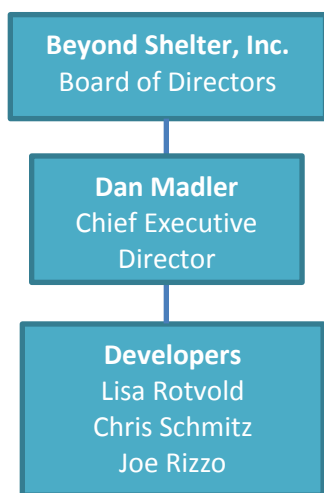 Beyond Shelter, Inc.
Board of Directors
Dan Madler
Chief Executive
Director
Developers
Lisa Rotvold
Chris Schmitz
Joe Rizzo